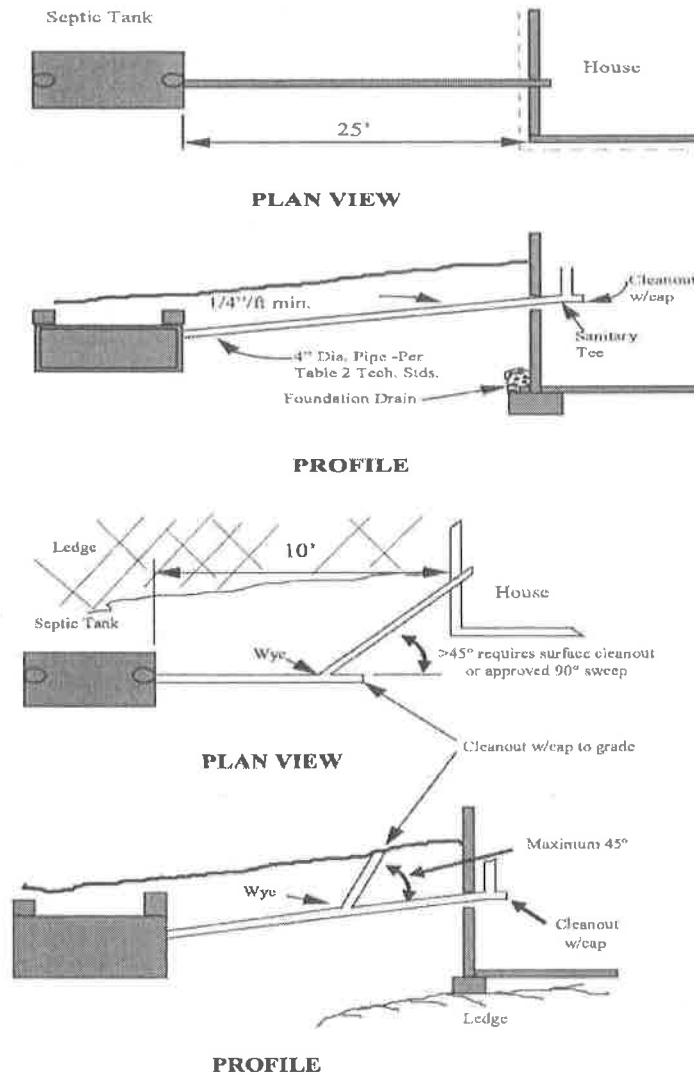 Septic Tank
House
25'
PLAN VIEW
1/4"/ft min.
Cleanout
w/cap
Sanitary
Tee
4" Dia. Pipe -Per
Table 2 Tech. Stds.
Foundation Drain
PROFILE
Ledge
10'
House
Septic Tank
Wye
>45° requires surface cleanout
or approved 90° sweep
Cleanout w/cap to grade
PLAN VIEW
Maximum 45°
Wye
Cleanout
w/cap
Ledge
PROFILE